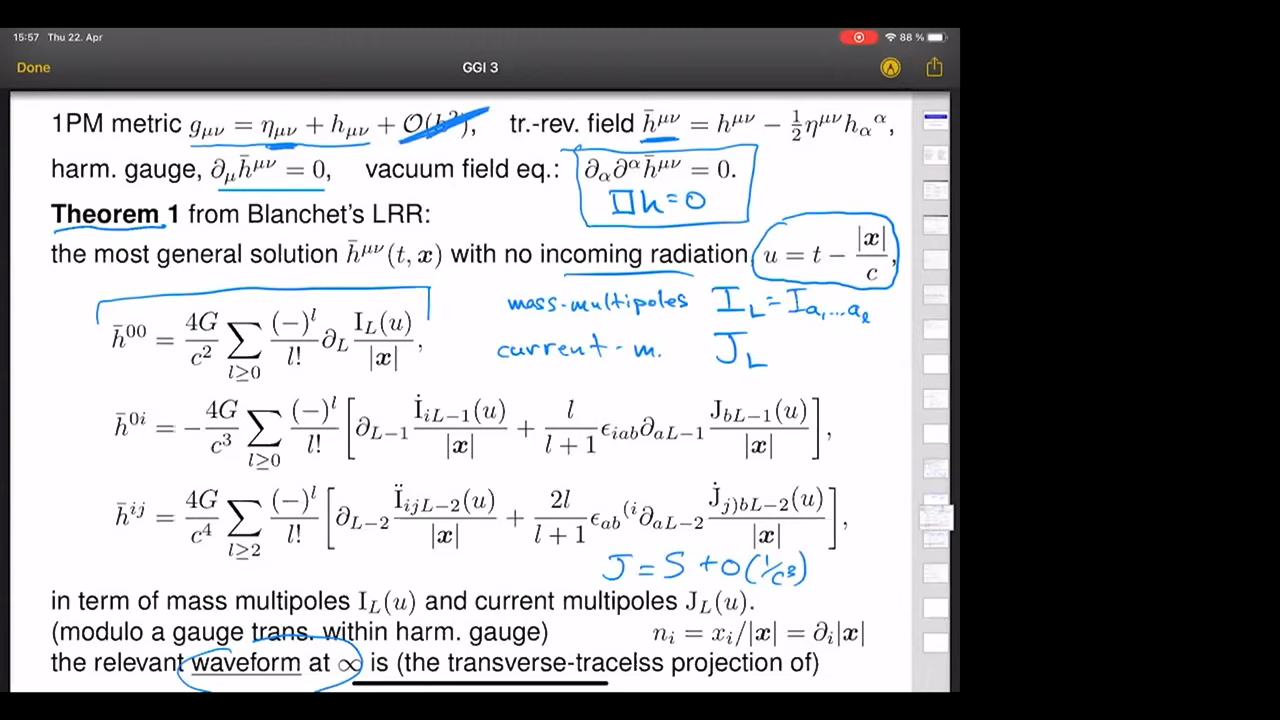 15:57 Thu 22. Apr 88 %
Done GGI 3
1PM metric g_{μν} = η_{μν} + h_{μν} + O(h²), tr.-rev. field h̄^{μν} = h^{μν} − ½η^{μν}h_α^α,
harm. gauge, ∂_μh̄^{μν} = 0, vacuum field eq.: ∂_α∂^αh̄^{μν} = 0.
□h=0
Theorem 1 from Blanchet's LRR:
the most general solution h̄^{μν}(t, x) with no incoming radiation u = t − |x|/c,
mass-multipoles I_L = I_{a₁...a_ℓ}
h̄^{00} = 4G/c² ∑_{l≥0} (−)^l/l! ∂_L I_L(u)/|x|,
current-m. J_L
h̄^{0i} = −4G/c³ ∑_{l≥0} (−)^l/l! [∂_{L−1} İ_{iL−1}(u)/|x| + l/(l+1) ε_{iab}∂_{aL−1} J_{bL−1}(u)/|x|],
h̄^{ij} = 4G/c⁴ ∑_{l≥2} (−)^l/l! [∂_{L−2} Ï_{ijL−2}(u)/|x| + 2l/(l+1) ε_{ab}^{(i}∂_{aL−2} J̇_{j)bL−2}(u)/|x|],
J = S + O(1/c³)
in term of mass multipoles I_L(u) and current multipoles J_L(u).
(modulo a gauge trans. within harm. gauge) n_i = x_i/|x| = ∂_i|x|
the relevant waveform at ∞ is (the transverse-tracelss projection of)